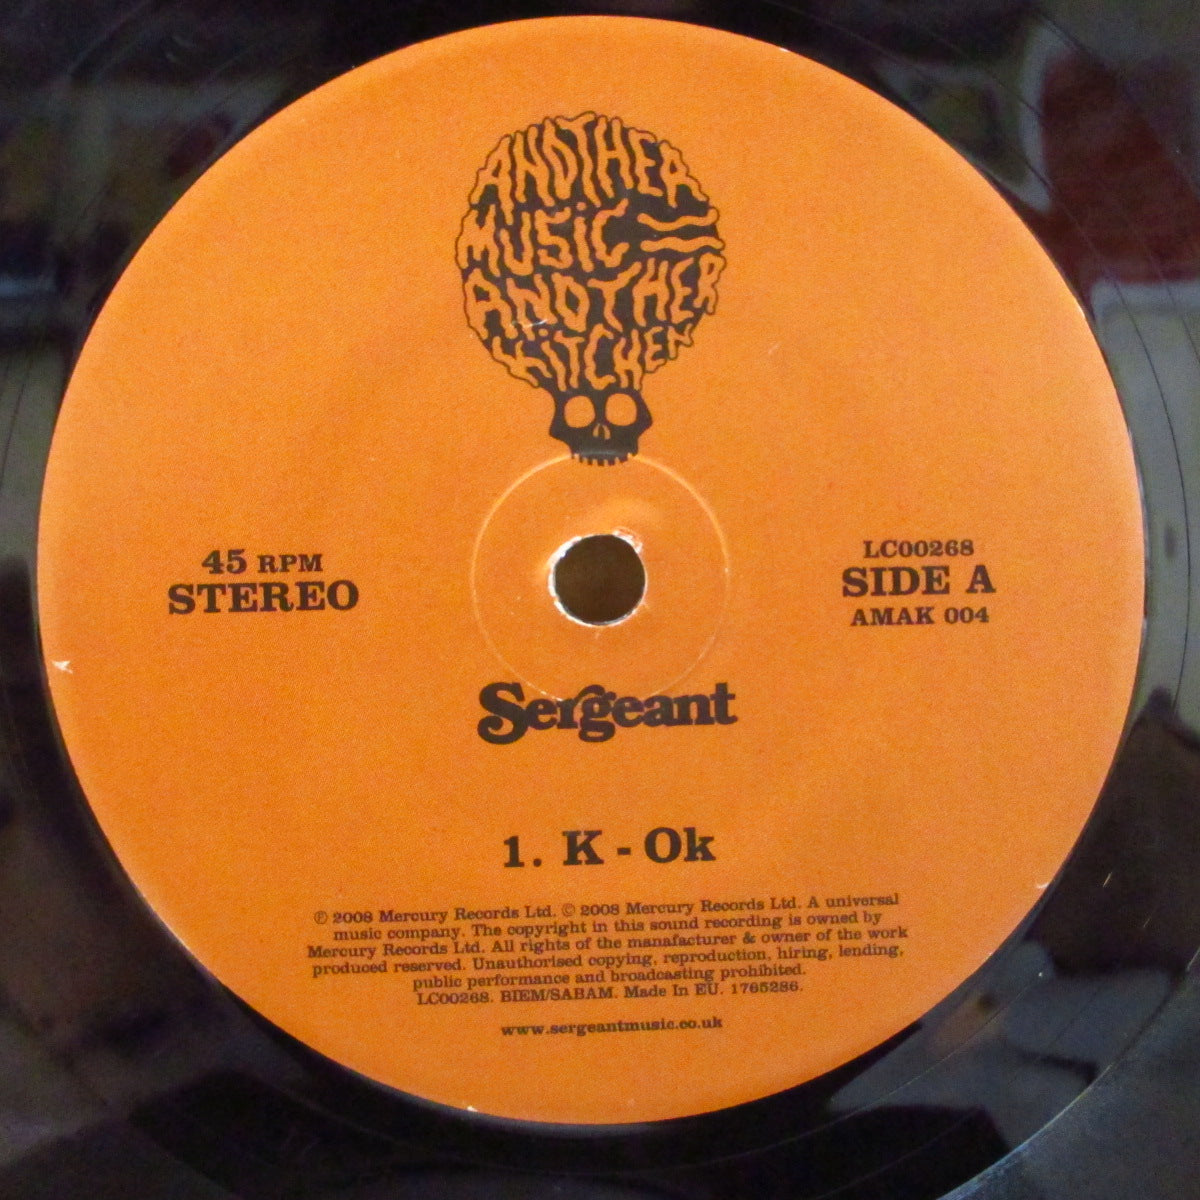 ANOTHER
MUSIC =
ANOTHER
KITCHEN
45 RPM
STEREO
LC00268
SIDE A
AMAK 004
Sergeant
1. K - Ok
℗ 2008 Mercury Records Ltd. © 2008 Mercury Records Ltd. A universal
music company. The copyright in this sound recording is owned by
Mercury Records Ltd. All rights of the manafacturer & owner of the work
produced reserved. Unauthorised copying, reproduction, hiring, lending,
public performance and broadcasting prohibited.
LC00268. BIEM/SABAM. Made In EU. 1765286.
www.sergeantmusic.co.uk